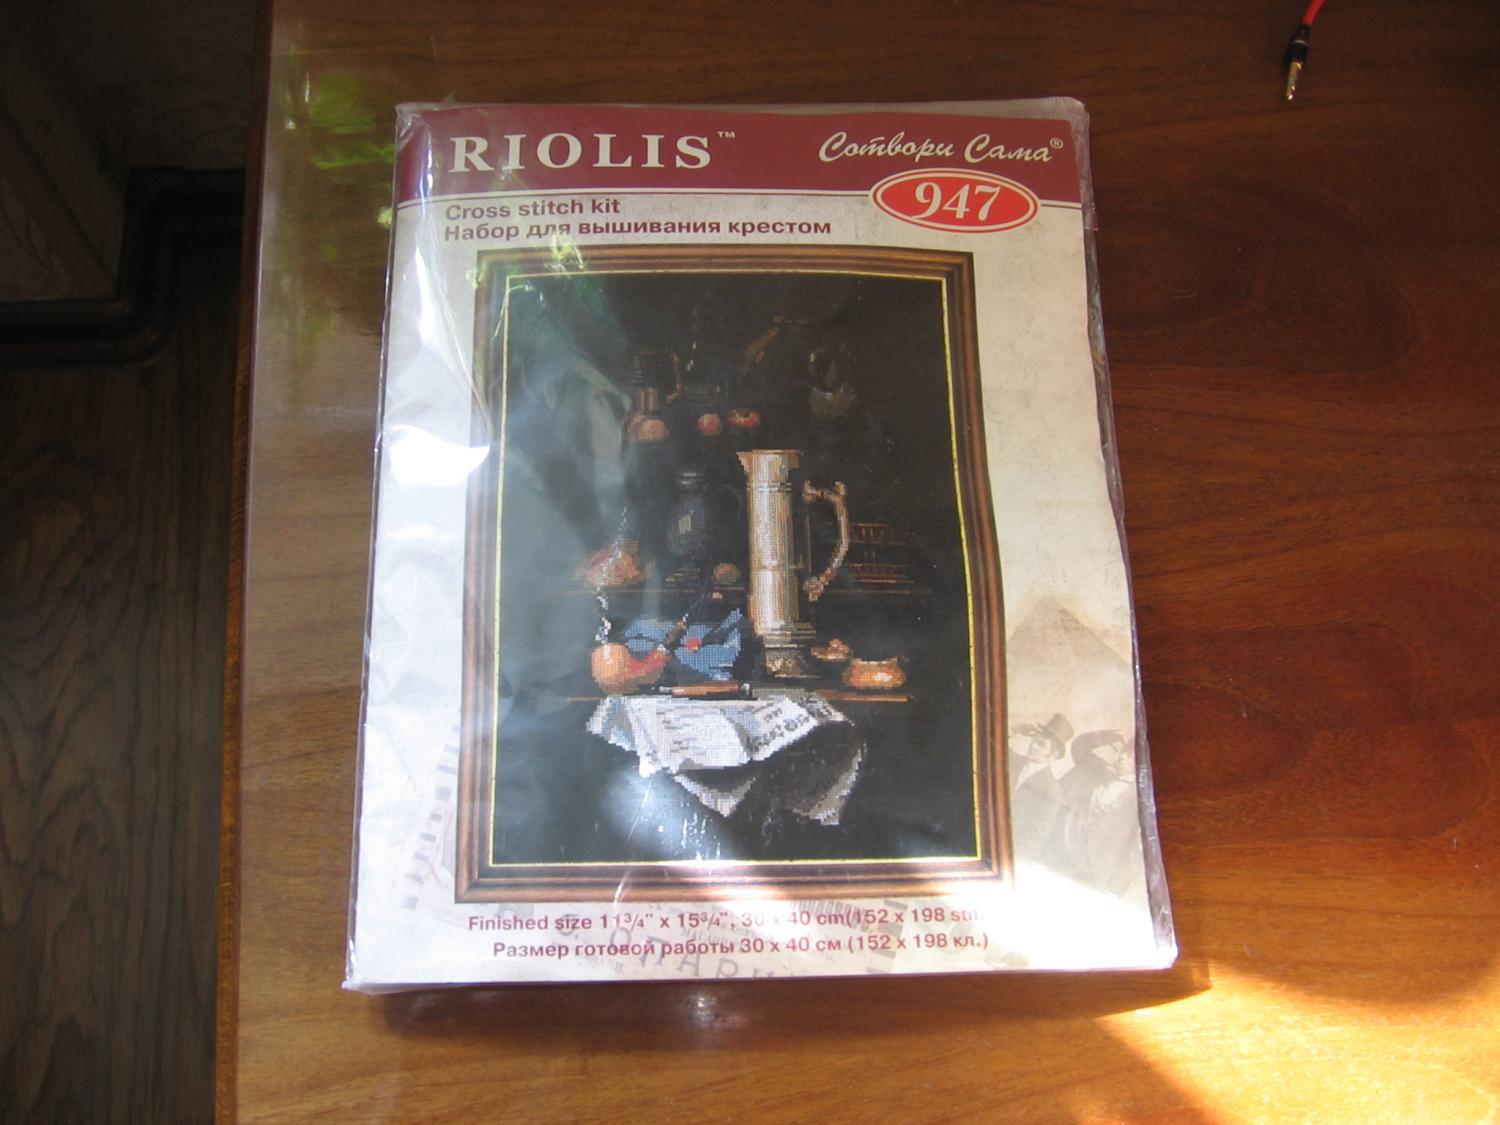 RIOLIS™
Сотвори Сама®
947
Cross stitch kit
Набор для вышивания крестом
Finished size 11¾" x 15¾", 30 x 40 cm(152 x 198
Размер готовой работы 30 x 40 см (152 x 198 кл.)